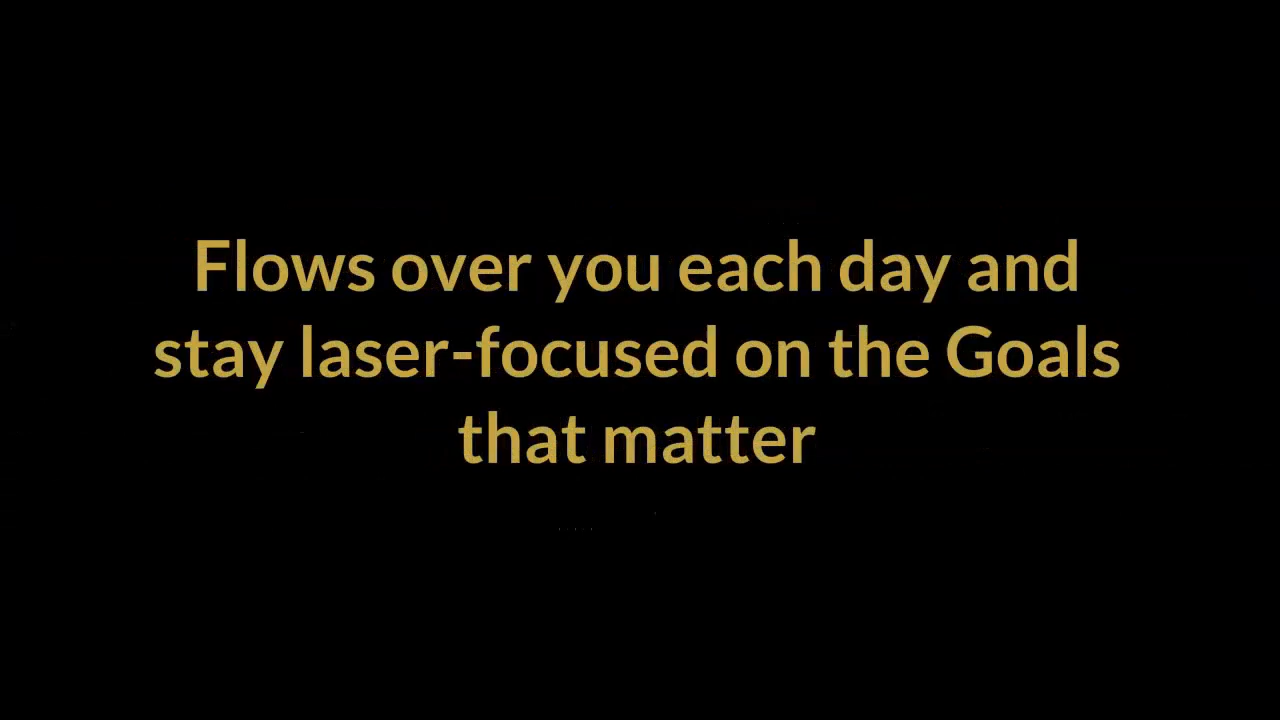 Flows over you each day and
stay laser-focused on the Goals
that matter